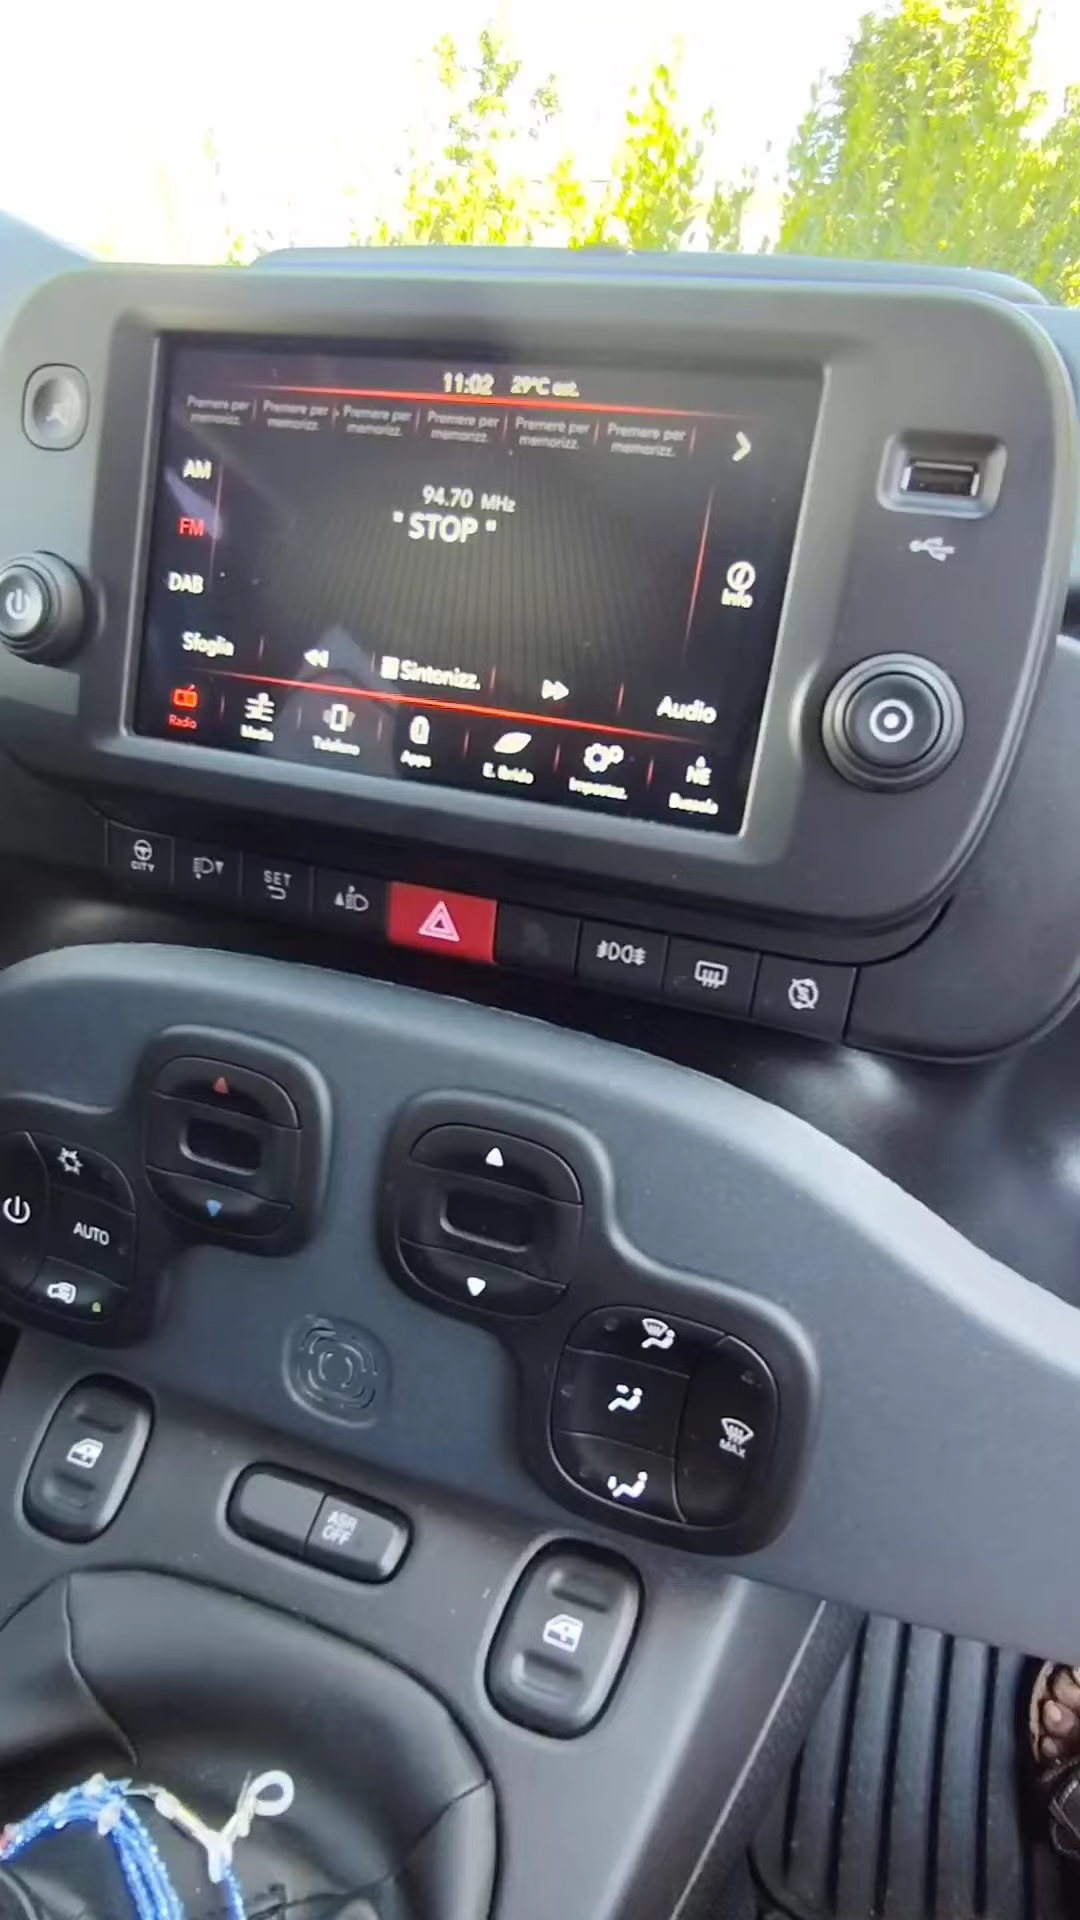 11:02 29°C est.
Premere per memorizz. Premere per memorizz. Premere per memorizz. Premere per memorizz. Premere per memorizz. Premere per memorizz.
AM
94.70 MHz
FM
" STOP "
DAB
Info
Sfoglia
Sintonizz.
Audio
Radio
Media
Telefono
Apps
E. Ibrido
Impostaz.
NE
Bussola
CITY
SET
AUTO
MAX
ASR
OFF